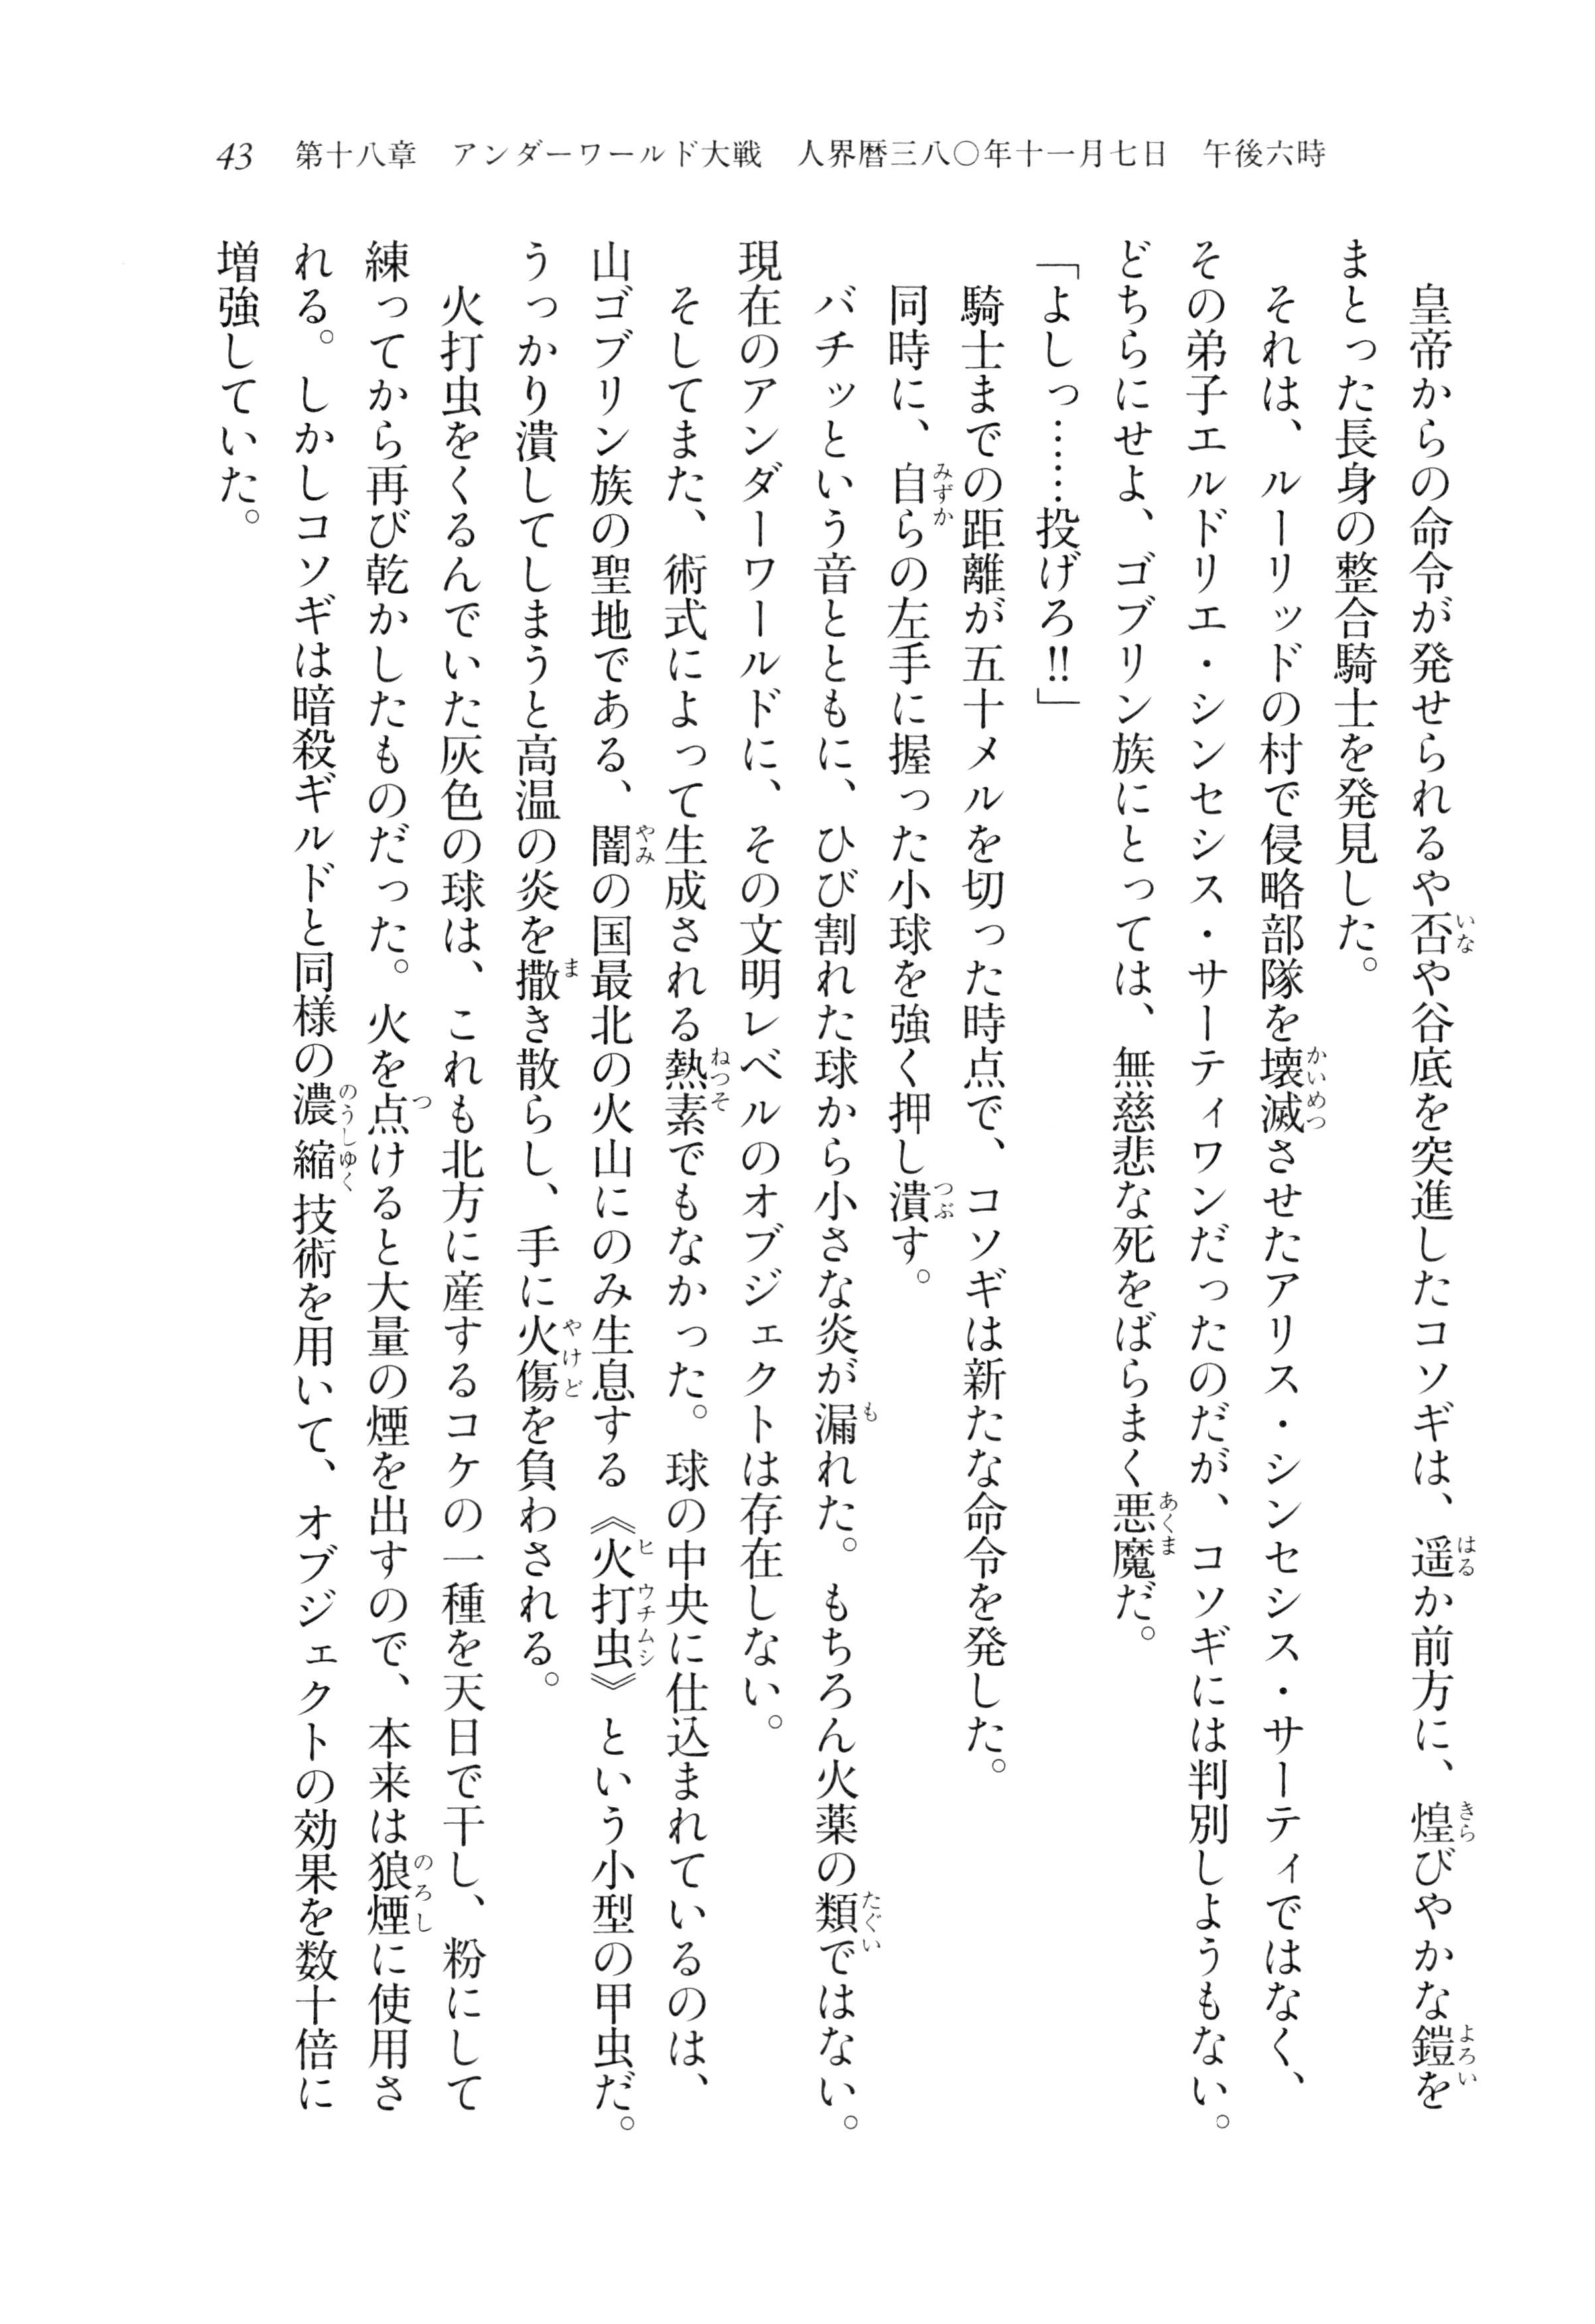 43　第十八章　アンダーワールド大戦　人界暦三八〇年十一月七日　午後六時
　皇帝からの命令が発せられるや否や谷底を突進したコソギは、遥か前方に、煌びやかな鎧を
まとった長身の整合騎士を発見した。
　それは、ルーリッドの村で侵略部隊を壊滅させたアリス・シンセシス・サーティではなく、
その弟子エルドリエ・シンセシス・サーティワンだったのだが、コソギには判別しようもない。
どちらにせよ、ゴブリン族にとっては、無慈悲な死をばらまく悪魔だ。
「よしっ……投げろ!!」
　騎士までの距離が五十メルを切った時点で、コソギは新たな命令を発した。
　同時に、自らの左手に握った小球を強く押し潰す。
　バチッという音とともに、ひび割れた球から小さな炎が漏れた。もちろん火薬の類ではない。
現在のアンダーワールドに、その文明レベルのオブジェクトは存在しない。
　そしてまた、術式によって生成される熱素でもなかった。球の中央に仕込まれているのは、
山ゴブリン族の聖地である、闇の国最北の火山にのみ生息する《火打虫》という小型の甲虫だ。
うっかり潰してしまうと高温の炎を撒き散らし、手に火傷を負わされる。
　火打虫をくるんでいた灰色の球は、これも北方に産するコケの一種を天日で干し、粉にして
練ってから再び乾かしたものだった。火を点けると大量の煙を出すので、本来は狼煙に使用さ
れる。しかしコソギは暗殺ギルドと同様の濃縮技術を用いて、オブジェクトの効果を数十倍に
増強していた。